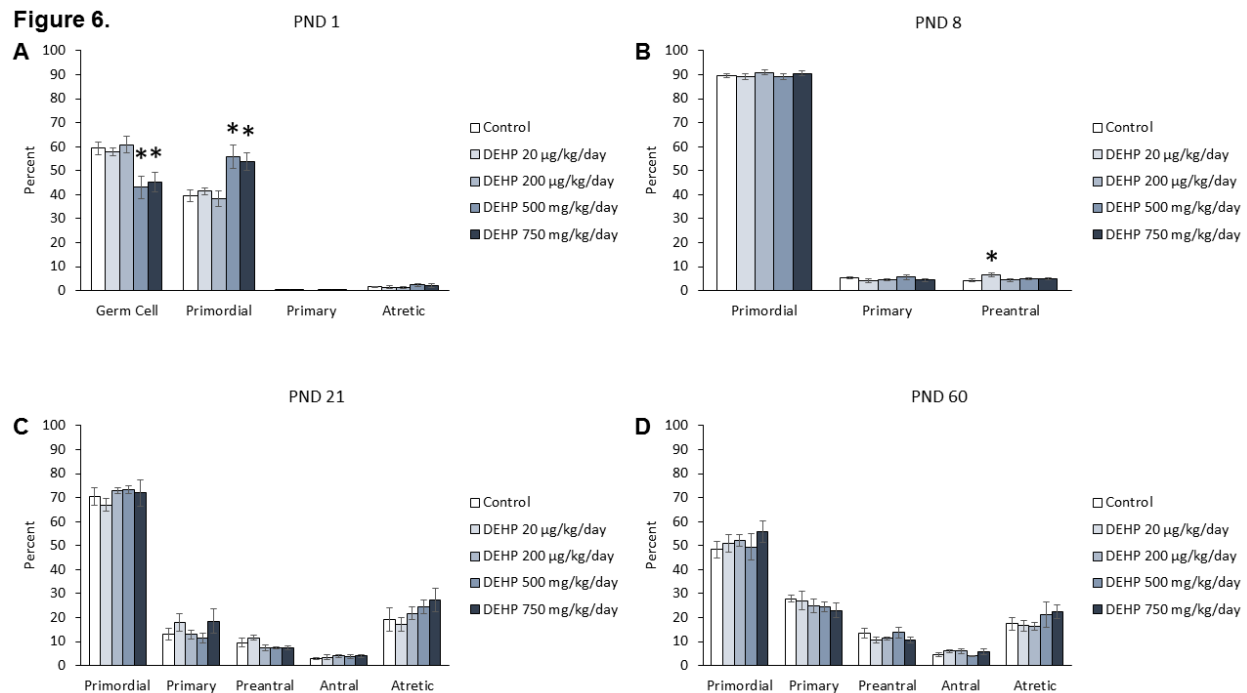 Figure 6.
PND 1
A
100
90
80
70
60
50
40
30
20
10
0
Percent
* *
* *
Germ Cell Primordial Primary Atretic
Control
DEHP 20 µg/kg/day
DEHP 200 µg/kg/day
DEHP 500 mg/kg/day
DEHP 750 mg/kg/day
PND 8
B
100
90
80
70
60
50
40
30
20
10
0
Percent
*
Primordial Primary Preantral
Control
DEHP 20 µg/kg/day
DEHP 200 µg/kg/day
DEHP 500 mg/kg/day
DEHP 750 mg/kg/day
PND 21
C
100
90
80
70
60
50
40
30
20
10
0
Percent
Primordial Primary Preantral Antral Atretic
Control
DEHP 20 µg/kg/day
DEHP 200 µg/kg/day
DEHP 500 mg/kg/day
DEHP 750 mg/kg/day
PND 60
D
100
90
80
70
60
50
40
30
20
10
0
Percent
Primordial Primary Preantral Antral Atretic
Control
DEHP 20 µg/kg/day
DEHP 200 µg/kg/day
DEHP 500 mg/kg/day
DEHP 750 mg/kg/day